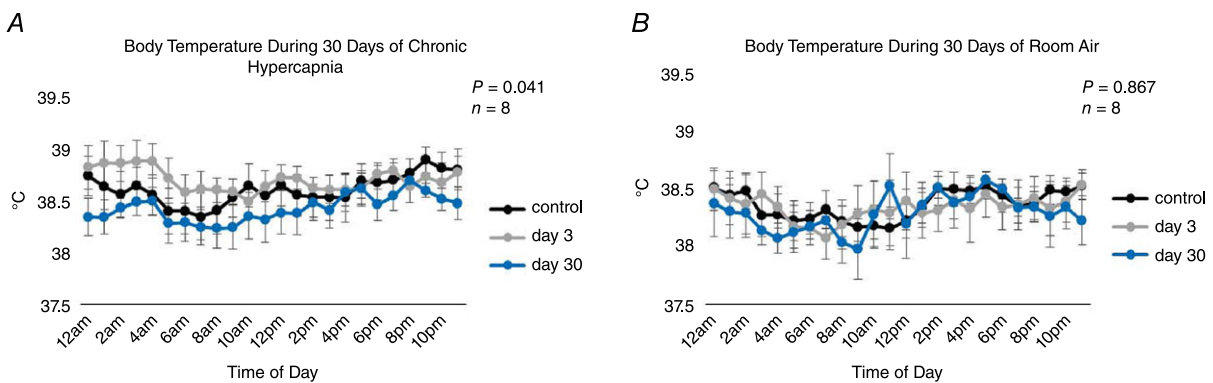 A
Body Temperature During 30 Days of Chronic
Hypercapnia
P = 0.041
n = 8
39.5
39
38.5
38
37.5
°C
control
day 3
day 30
12am
2am
4am
6am
8am
10am
12pm
2pm
4pm
6pm
8pm
10pm
Time of Day
B
Body Temperature During 30 Days of Room Air
P = 0.867
n = 8
39.5
39
38.5
38
37.5
°C
control
day 3
day 30
12am
2am
4am
6am
8am
10am
12pm
2pm
4pm
6pm
8pm
10pm
Time of Day